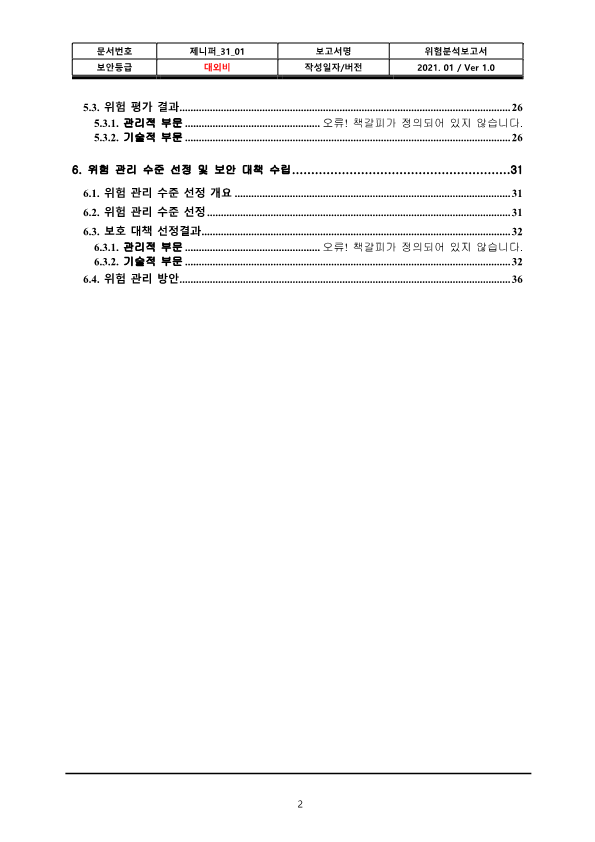 문서번호 제니퍼_31_01 보고서명 위험분석보고서
보안등급 대외비 작성일자/버전 2021. 01 / Ver 1.0
5.3. 위험 평가 결과 26
5.3.1. 관리적 부문 오류! 책갈피가 정의되어 있지 않습니다.
5.3.2. 기술적 부문 26
6. 위험 관리 수준 선정 및 보안 대책 수립 31
6.1. 위험 관리 수준 선정 개요 31
6.2. 위험 관리 수준 선정 31
6.3. 보호 대책 선정결과 32
6.3.1. 관리적 부문 오류! 책갈피가 정의되어 있지 않습니다.
6.3.2. 기술적 부문 32
6.4. 위험 관리 방안 36
2